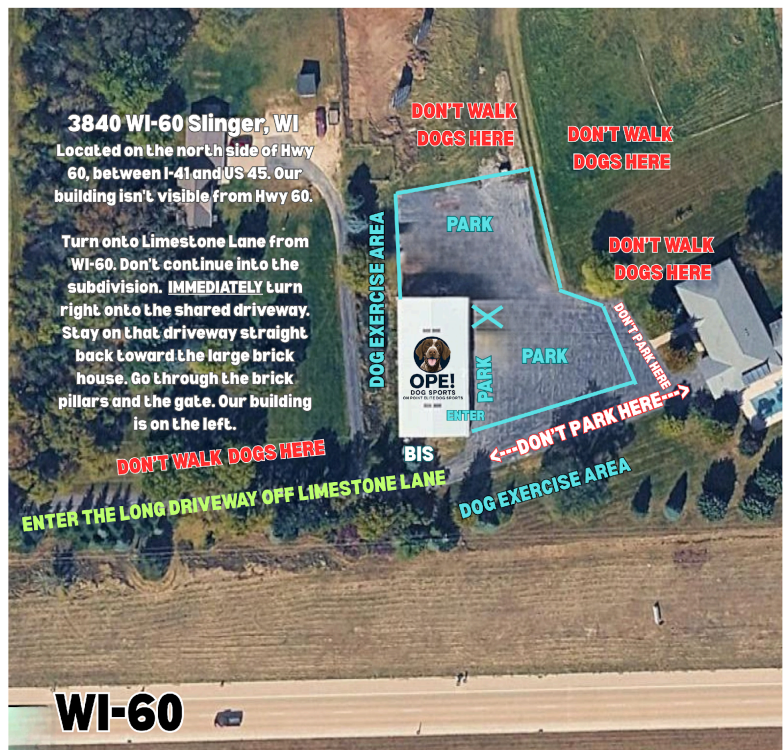 3840 WI-60 Slinger, WI
Located on the north side of Hwy
60, between I-41 and US 45. Our
building isn't visible from Hwy 60.
Turn onto Limestone Lane from
WI-60. Don't continue into the
subdivision. IMMEDIATELY turn
right onto the shared driveway.
Stay on that driveway straight
back toward the large brick
house. Go through the brick
pillars and the gate. Our building
is on the left.
DON'T WALK
DOGS HERE
DON'T WALK
DOGS HERE
DON'T WALK
DOGS HERE
PARK
DOG EXERCISE AREA
PARK
PARK
DON'T PARK HERE
OPE!
DOG SPORTS
ON POINT ELITE DOG SPORTS
ENTER
<---DON'T PARK HERE--->
BIS
DON'T WALK DOGS HERE
ENTER THE LONG DRIVEWAY OFF LIMESTONE LANE
DOG EXERCISE AREA
WI-60